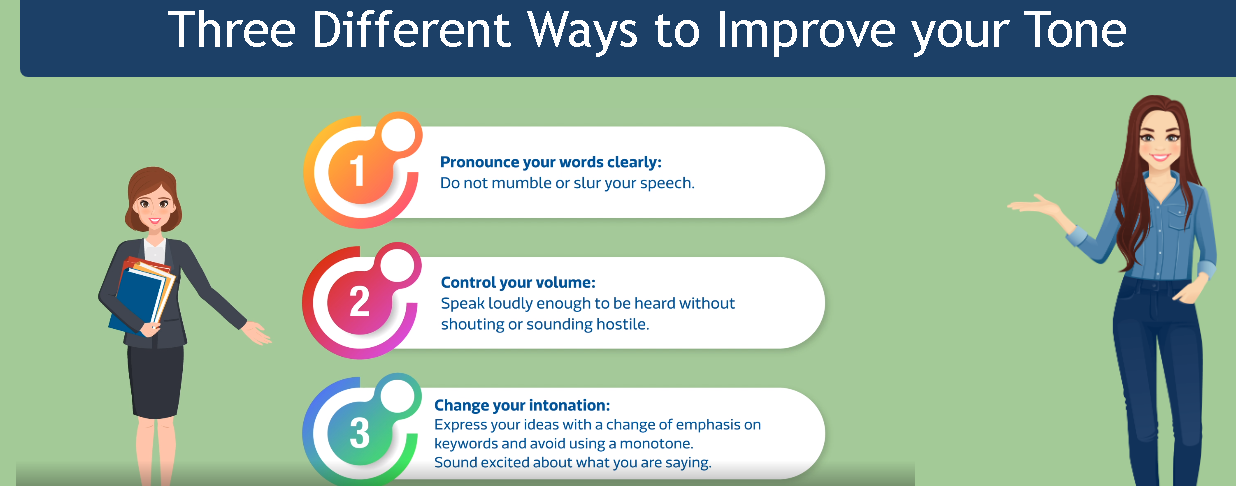 Three Different Ways to Improve your Tone
1
Pronounce your words clearly:
Do not mumble or slur your speech.
2
Control your volume:
Speak loudly enough to be heard without
shouting or sounding hostile.
3
Change your intonation:
Express your ideas with a change of emphasis on
keywords and avoid using a monotone.
Sound excited about what you are saying.